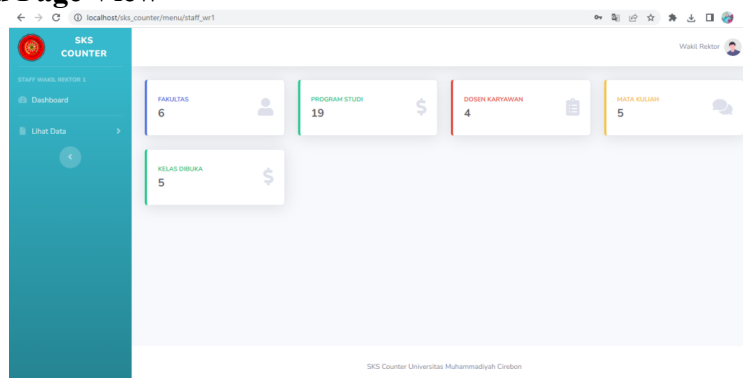 localhost/sks_counter/menu/staff_wr1
SKS
COUNTER
Wakil Rektor
STAFF WAKIL REKTOR 1
Dashboard
Lihat Data
FAKULTAS
6
PROGRAM STUDI
19
DOSEN KARYAWAN
4
MATA KULIAH
5
KELAS DIBUKA
5
SKS Counter Universitas Muhammadiyah Cirebon